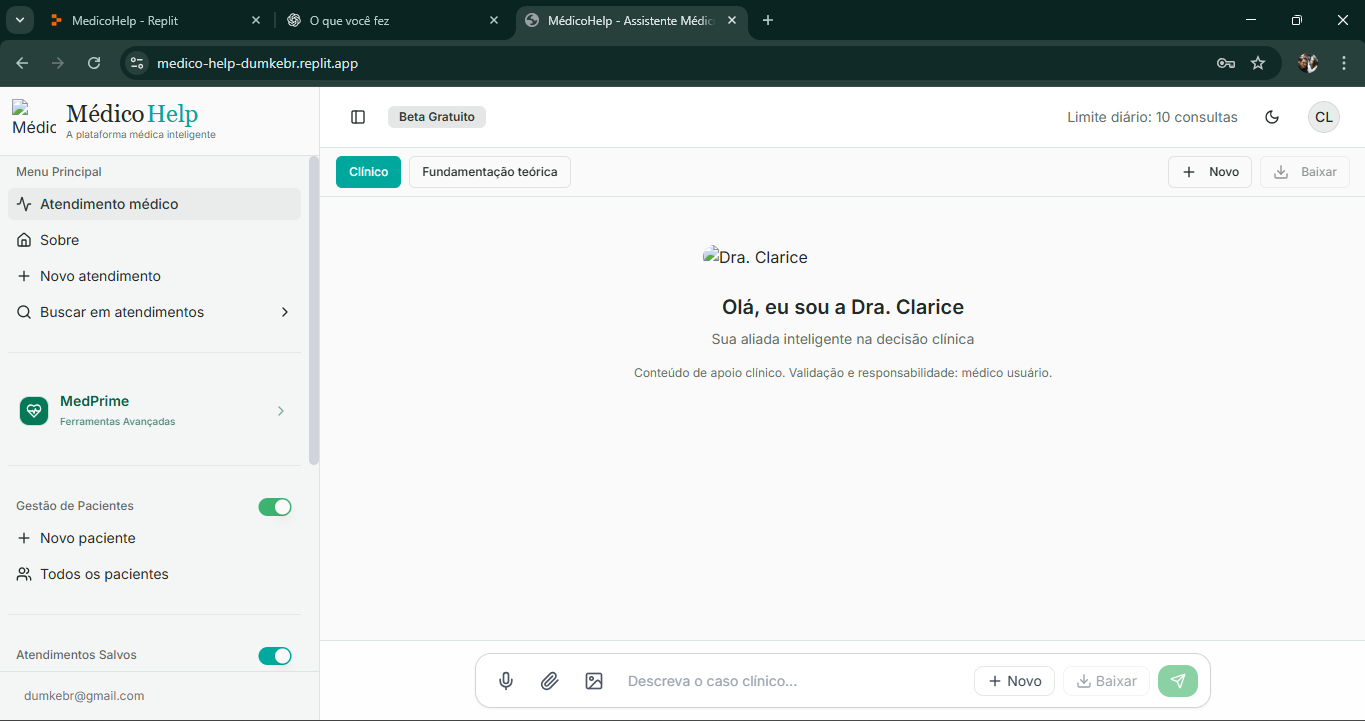 MedicoHelp - Replit
O que você fez
MédicoHelp - Assistente Médic
medico-help-dumkebr.replit.app
Médic
MédicoHelp
A plataforma médica inteligente
Beta Gratuito
Limite diário: 10 consultas
CL
Menu Principal
Clínico
Fundamentação teórica
Novo
Baixar
Atendimento médico
Sobre
Novo atendimento
Buscar em atendimentos
MedPrime
Ferramentas Avançadas
Gestão de Pacientes
Novo paciente
Todos os pacientes
Atendimentos Salvos
dumkebr@gmail.com
Dra. Clarice
Olá, eu sou a Dra. Clarice
Sua aliada inteligente na decisão clínica
Conteúdo de apoio clínico. Validação e responsabilidade: médico usuário.
Descreva o caso clínico...
Novo
Baixar